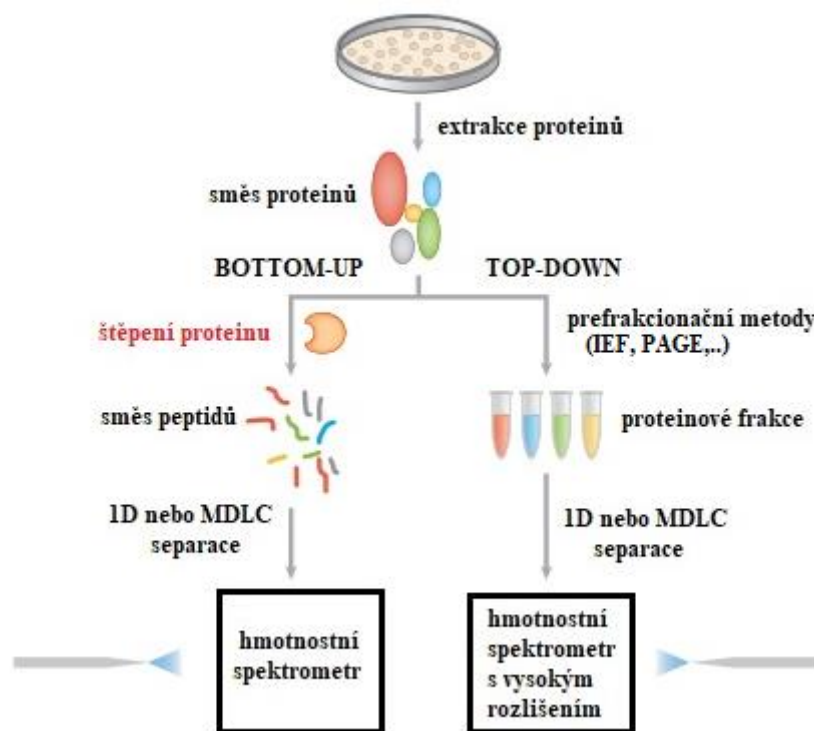 extrakce proteinů
směs proteinů
BOTTOM-UP
TOP-DOWN
štěpení proteinu
prefrakcionační metody
(IEF, PAGE,..)
směs peptidů
proteinové frakce
1D nebo MDLC
separace
1D nebo MDLC
separace
hmotnostní
spektrometr
hmotnostní
spektrometr
s vysokým
rozlišením